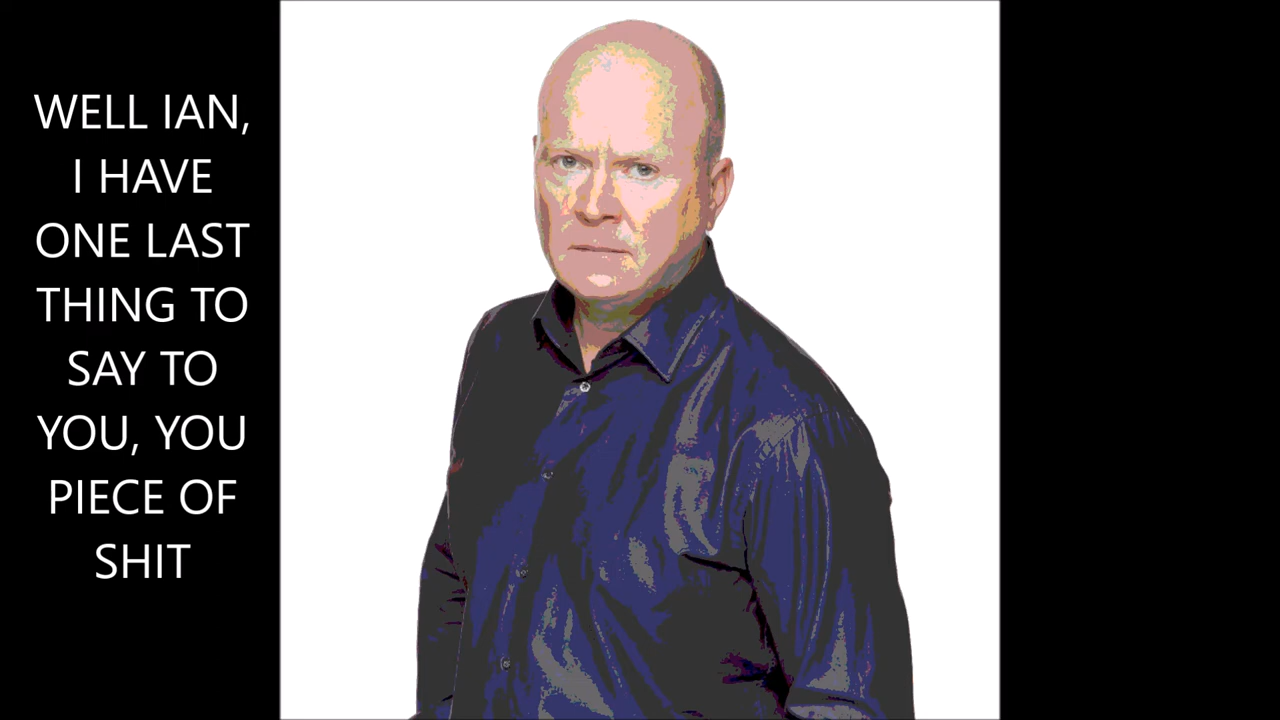 WELL IAN,
I HAVE
ONE LAST
THING TO
SAY TO
YOU, YOU
PIECE OF
SHIT